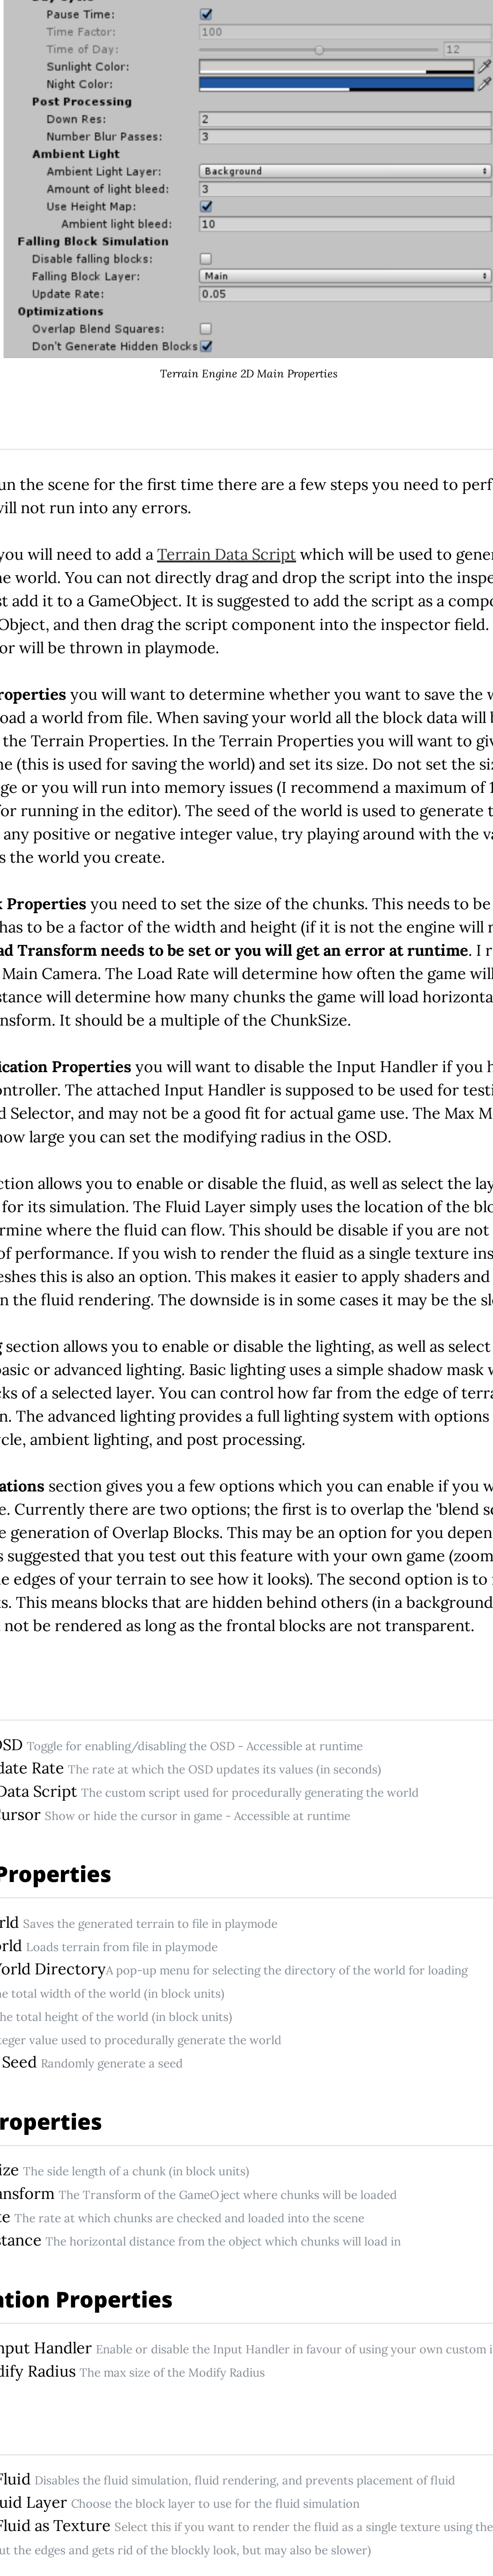 Pause Time:
Time Factor: 100
Time of Day: 12
Sunlight Color:
Night Color:
Post Processing
Down Res: 2
Number Blur Passes: 3
Ambient Light
Ambient Light Layer: Background
Amount of light bleed: 3
Use Height Map:
Ambient light bleed: 10
Falling Block Simulation
Disable falling blocks:
Falling Block Layer: Main
Update Rate: 0.05
Optimizations
Overlap Blend Squares:
Don't Generate Hidden Blocks
Terrain Engine 2D Main Properties
un the scene for the first time there are a few steps you need to perf
will not run into any errors.
you will need to add a Terrain Data Script which will be used to gener
he world. You can not directly drag and drop the script into the inspe
st add it to a GameObject. It is suggested to add the script as a compo
Object, and then drag the script component into the inspector field.
or will be thrown in playmode.
roperties you will want to determine whether you want to save the w
oad a world from file. When saving your world all the block data will b
the Terrain Properties. In the Terrain Properties you will want to giv
ne (this is used for saving the world) and set its size. Do not set the siz
ge or you will run into memory issues (I recommend a maximum of 1
for running in the editor). The seed of the world is used to generate t
any positive or negative integer value, try playing around with the va
s the world you create.
k Properties you need to set the size of the chunks. This needs to be
has to be a factor of the width and height (if it is not the engine will r
ad Transform needs to be set or you will get an error at runtime. I r
Main Camera. The Load Rate will determine how often the game will
stance will determine how many chunks the game will load horizonta
nsform. It should be a multiple of the ChunkSize.
ication Properties you will want to disable the Input Handler if you h
ontroller. The attached Input Handler is supposed to be used for testi
d Selector, and may not be a good fit for actual game use. The Max M
how large you can set the modifying radius in the OSD.
ction allows you to enable or disable the fluid, as well as select the lay
for its simulation. The Fluid Layer simply uses the location of the blo
rmine where the fluid can flow. This should be disable if you are not
of performance. If you wish to render the fluid as a single texture ins
eshes this is also an option. This makes it easier to apply shaders and
n the fluid rendering. The downside is in some cases it may be the slo
g section allows you to enable or disable the lighting, as well as select
basic or advanced lighting. Basic lighting uses a simple shadow mask w
cks of a selected layer. You can control how far from the edge of terra
n. The advanced lighting provides a full lighting system with options
ycle, ambient lighting, and post processing.
ations section gives you a few options which you can enable if you w
e. Currently there are two options; the first is to overlap the 'blend sq
e generation of Overlap Blocks. This may be an option for you depen
s suggested that you test out this feature with your own game (zoom
he edges of your terrain to see how it looks). The second option is to
s. This means blocks that are hidden behind others (in a background
not be rendered as long as the frontal blocks are not transparent.
OSD Toggle for enabling/disabling the OSD - Accessible at runtime
date Rate The rate at which the OSD updates its values (in seconds)
Data Script The custom script used for procedurally generating the world
Cursor Show or hide the cursor in game - Accessible at runtime
Properties
rld Saves the generated terrain to file in playmode
orld Loads terrain from file in playmode
World DirectoryA pop-up menu for selecting the directory of the world for loading
he total width of the world (in block units)
he total height of the world (in block units)
teger value used to procedurally generate the world
Seed Randomly generate a seed
roperties
ize The side length of a chunk (in block units)
ansform The Transform of the GameOject where chunks will be loaded
te The rate at which chunks are checked and loaded into the scene
stance The horizontal distance from the object which chunks will load in
ation Properties
nput Handler Enable or disable the Input Handler in favour of using your own custom i
dify Radius The max size of the Modify Radius
Fluid Disables the fluid simulation, fluid rendering, and prevents placement of fluid
uid Layer Choose the block layer to use for the fluid simulation
Fluid as Texture Select this if you want to render the fluid as a single texture using the
ut the edges and gets rid of the blockly look, but may also be slower)